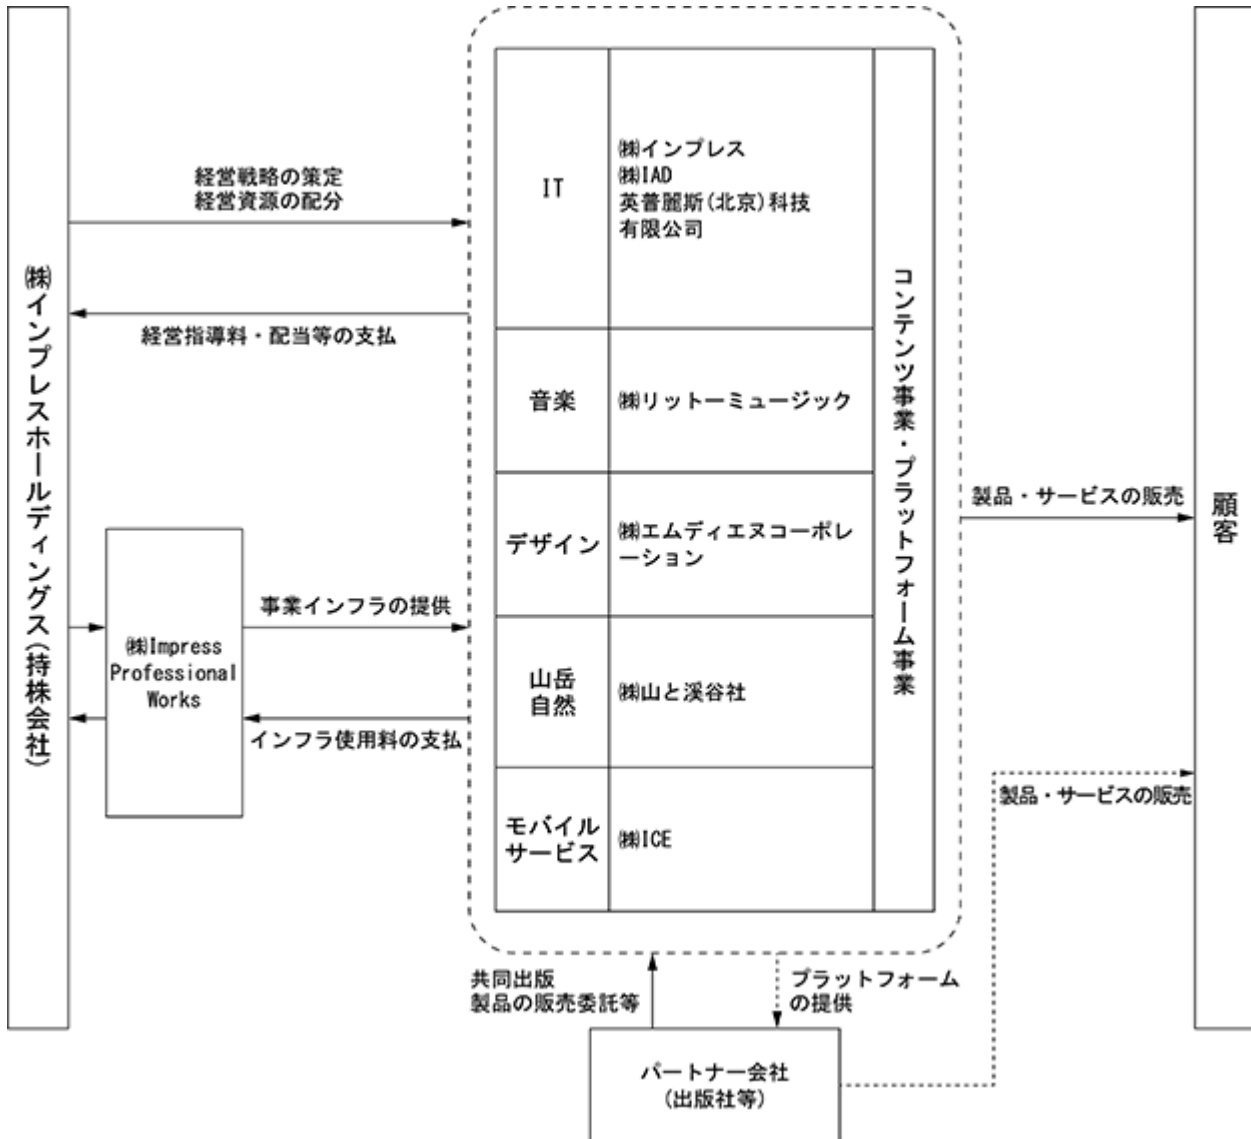 ㈱インプレスホールディングス(持株会社)
経営戦略の策定
経営資源の配分
経営指導料・配当等の支払
㈱Impress
Professional
Works
事業インフラの提供
インフラ使用料の支払
IT
㈱インプレス
㈱IAD
英普麗斯(北京)科技
有限公司
音楽
㈱リットーミュージック
デザイン
㈱エムディエヌコーポレ
ーション
山岳
自然
㈱山と溪谷社
モバイル
サービス
㈱ICE
コンテンツ事業・プラットフォーム事業
製品・サービスの販売
製品・サービスの販売
顧客
共同出版
製品の販売委託等
プラットフォーム
の提供
パートナー会社
(出版社等)